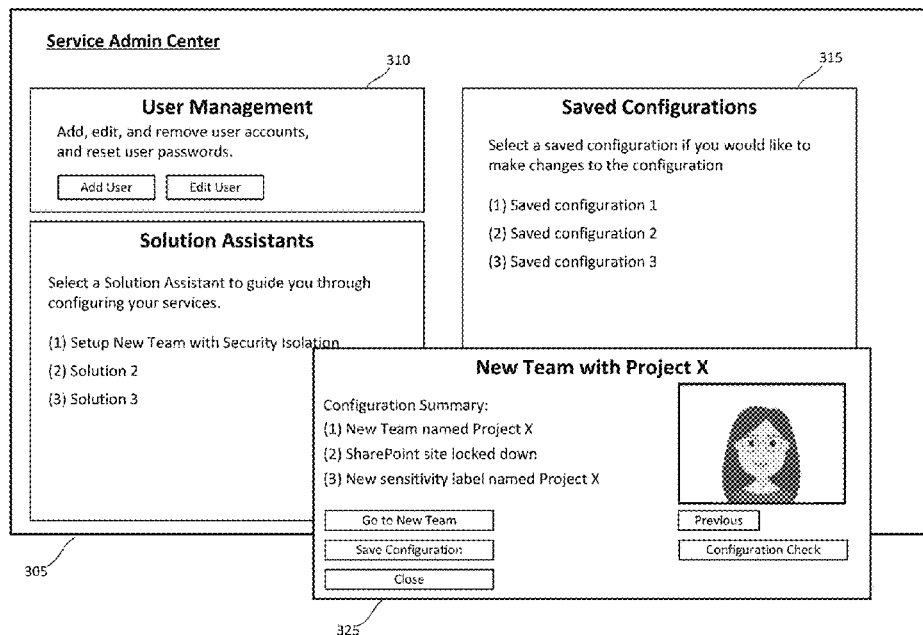 Service Admin Center
310
315
User Management
Add, edit, and remove user accounts,
and reset user passwords.
Add User
Edit User
Saved Configurations
Select a saved configuration if you would like to
make changes to the configuration
(1) Saved configuration 1
(2) Saved configuration 2
(3) Saved configuration 3
Solution Assistants
Select a Solution Assistant to guide you through
configuring your services.
(1) Setup New Team with Security Isolation
(2) Solution 2
(3) Solution 3
New Team with Project X
Configuration Summary:
(1) New Team named Project X
(2) SharePoint site locked down
(3) New sensitivity label named Project X
Go to New Team
Previous
Save Configuration
Configuration Check
Close
305
325